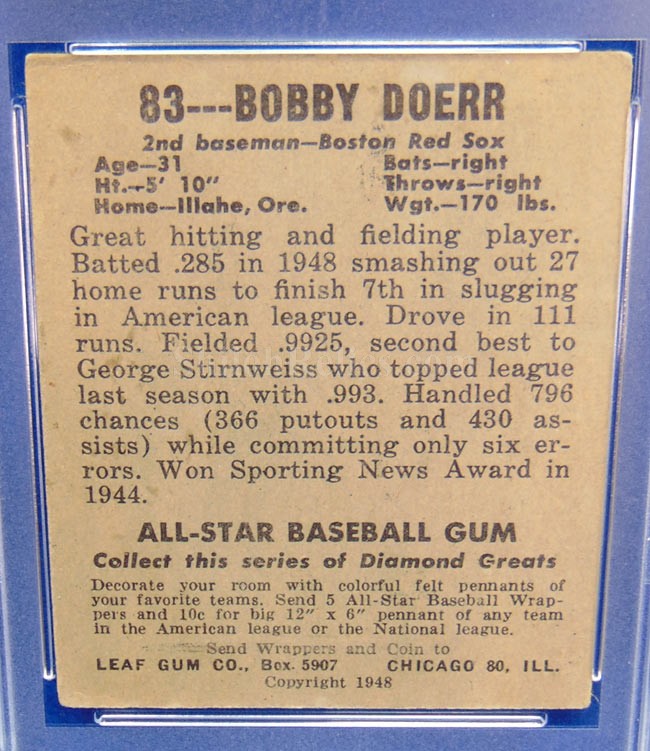 83---BOBBY DOERR
2nd baseman—Boston Red Sox
Age—31 Bats—right
Ht.—5' 10" Throws—right
Home—Illahe, Ore. Wgt.—170 lbs.
Great hitting and fielding player.
Batted .285 in 1948 smashing out 27
home runs to finish 7th in slugging
in American league. Drove in 111
runs. Fielded .9925, second best to
George Stirnweiss who topped league
last season with .993. Handled 796
chances (366 putouts and 430 as-
sists) while committing only six er-
rors. Won Sporting News Award in
1944.
ALL-STAR BASEBALL GUM
Collect this series of Diamond Greats
Decorate your room with colorful felt pennants of
your favorite teams. Send 5 All-Star Baseball Wrap-
pers and 10c for big 12" x 6" pennant of any team
in the American league or the National league.
Send Wrappers and Coin to
LEAF GUM CO., Box 5907 CHICAGO 80, ILL.
Copyright 1948